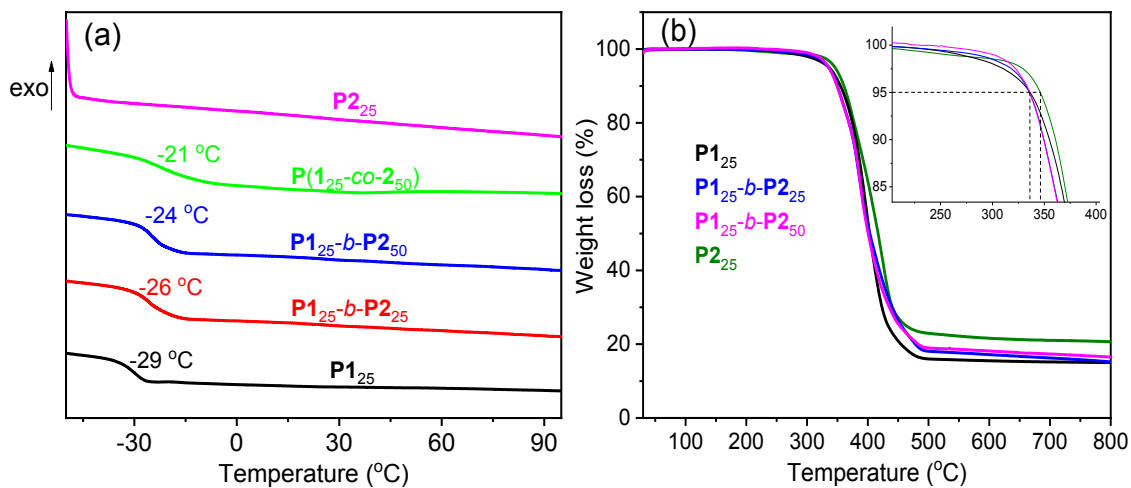 (a)
exo
P2₂₅
-21 °C
P(1₂₅-co-2₅₀)
-24 °C
P1₂₅-b-P2₅₀
-26 °C
P1₂₅-b-P2₂₅
-29 °C
P1₂₅
-30 0 30 60 90
Temperature (°C)
(b)
Weight loss (%)
100
80
60
40
20
0
P1₂₅
P1₂₅-b-P2₂₅
P1₂₅-b-P2₅₀
P2₂₅
100
95
90
85
250 300 350 400
100 200 300 400 500 600 700 800
Temperature (°C)